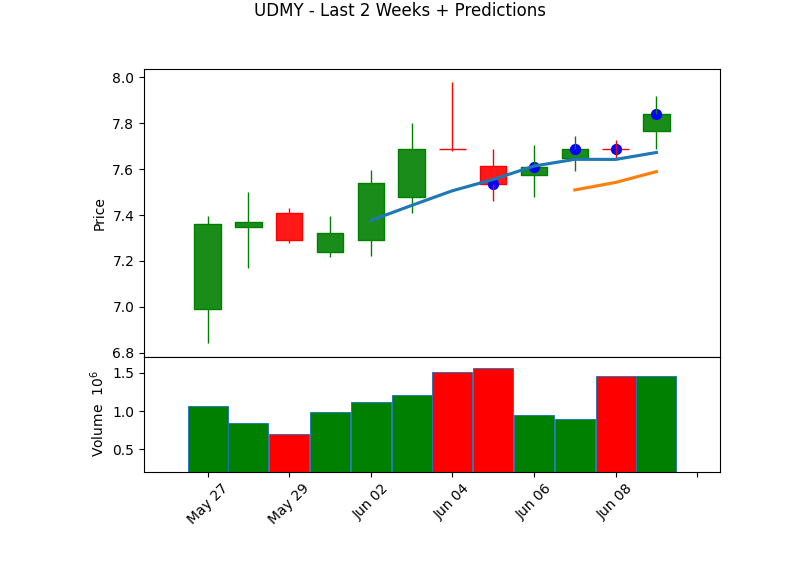 UDMY - Last 2 Weeks + Predictions
8.0
7.8
7.6
7.4
7.2
7.0
6.8
Price
1.5
1.0
0.5
Volume 10⁶
May 27
May 29
Jun 02
Jun 04
Jun 06
Jun 08